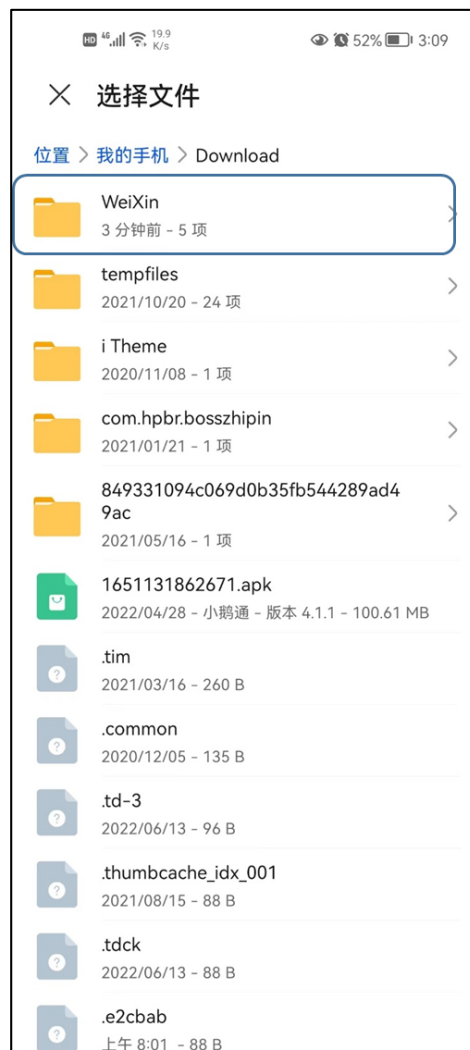 HD 4G 19.9 K/s 52% 3:09
选择文件
位置 > 我的手机 > Download
WeiXin
3 分钟前 - 5 项
tempfiles
2021/10/20 - 24 项
i Theme
2020/11/08 - 1 项
com.hpbr.bosszhipin
2021/01/21 - 1 项
849331094c069d0b35fb544289ad4
9ac
2021/05/16 - 1 项
1651131862671.apk
2022/04/28 - 小鹅通 - 版本 4.1.1 - 100.61 MB
.tim
2021/03/16 - 260 B
.common
2020/12/05 - 135 B
.td-3
2022/06/13 - 96 B
.thumbcache_idx_001
2021/08/15 - 88 B
.tdck
2022/06/13 - 88 B
.e2cbab
上午 8:01 - 88 B